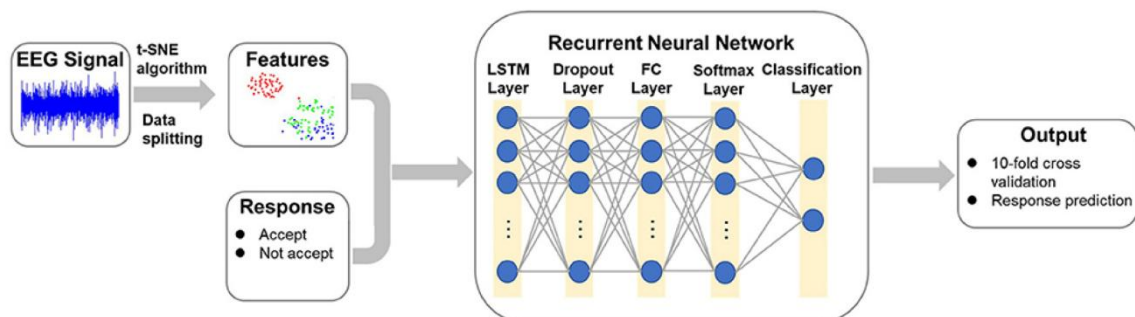 EEG Signal
t-SNE
algorithm
Data
splitting
Features
Response
Accept
Not accept
Recurrent Neural Network
LSTM
Layer
Dropout
Layer
FC
Layer
Softmax
Layer
Classification
Layer
Output
10-fold cross
validation
Response prediction